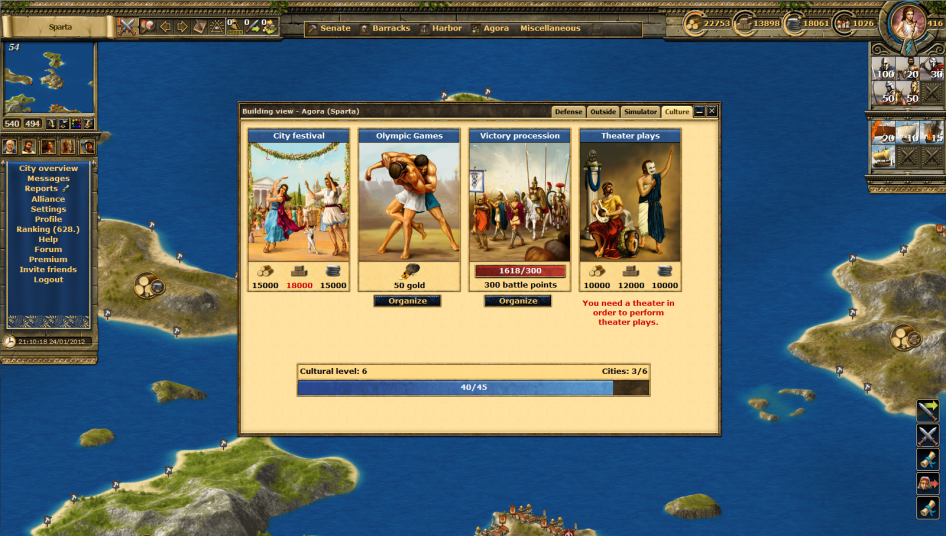 Sparta
0 0 0
Senate Barracks Harbor Agora Miscellaneous
22753 13898 18061 1026 416
54
100 20 30
50 50
540 494
20 10 15
City overview
Messages
Reports
Alliance
Settings
Profile
Ranking (628.)
Help
Forum
Premium
Invite friends
Logout
21:10:18 24/01/2012
Building view - Agora (Sparta)
Defense Outside Simulator Culture
City festival Olympic Games Victory procession Theater plays
1618/300
15000 18000 15000
50 gold
300 battle points
10000 12000 10000
Organize
Organize
You need a theater in
order to perform
theater plays.
Cultural level: 6 Cities: 3/6
40/45